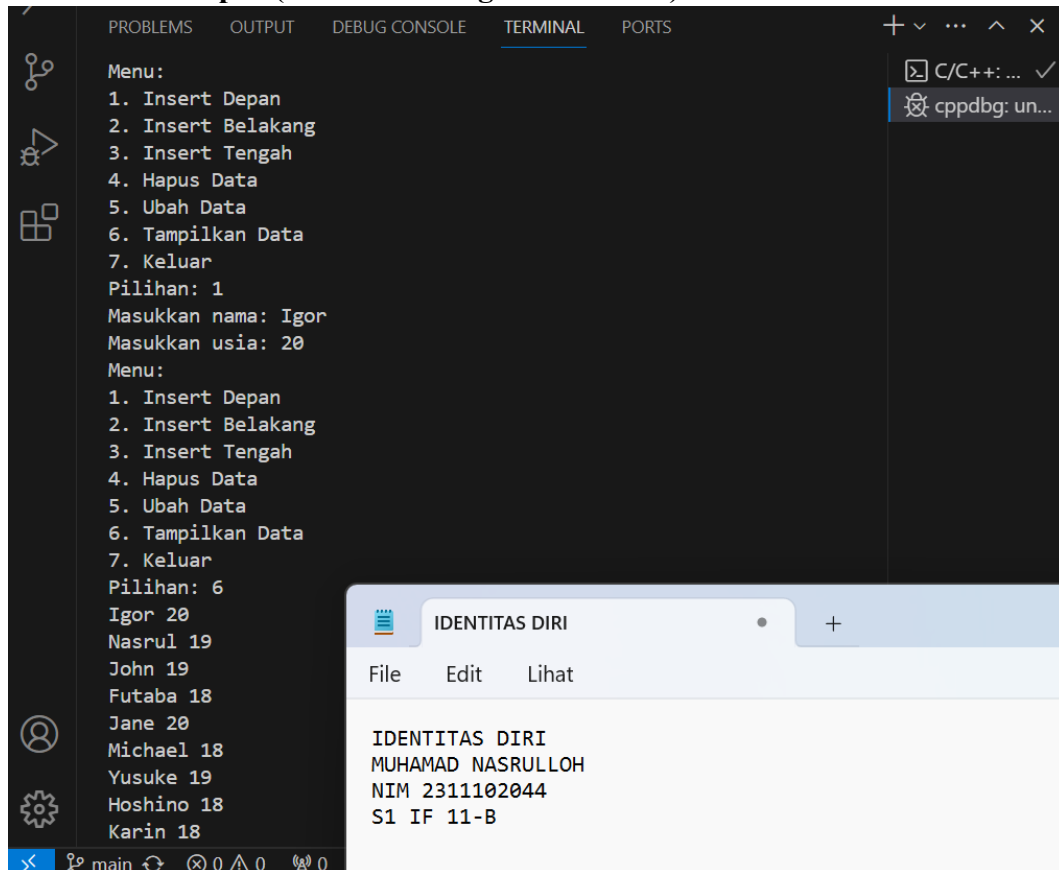 PROBLEMS OUTPUT DEBUG CONSOLE TERMINAL PORTS
C/C++: ...
cppdbg: un...
Menu:
1. Insert Depan
2. Insert Belakang
3. Insert Tengah
4. Hapus Data
5. Ubah Data
6. Tampilkan Data
7. Keluar
Pilihan: 1
Masukkan nama: Igor
Masukkan usia: 20
Menu:
1. Insert Depan
2. Insert Belakang
3. Insert Tengah
4. Hapus Data
5. Ubah Data
6. Tampilkan Data
7. Keluar
Pilihan: 6
Igor 20
Nasrul 19
John 19
Futaba 18
Jane 20
Michael 18
Yusuke 19
Hoshino 18
Karin 18
main 0 0 0
IDENTITAS DIRI
File Edit Lihat
IDENTITAS DIRI
MUHAMAD NASRULLOH
NIM 2311102044
S1 IF 11-B